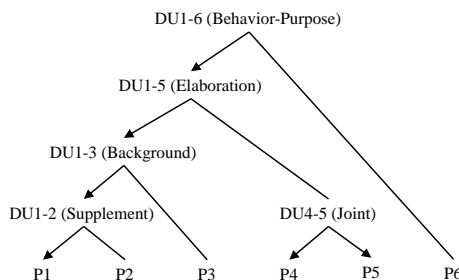 DU1-6 (Behavior-Purpose)
DU1-5 (Elaboration)
DU1-3 (Background)
DU1-2 (Supplement) DU4-5 (Joint)
P1 P2 P3 P4 P5 P6